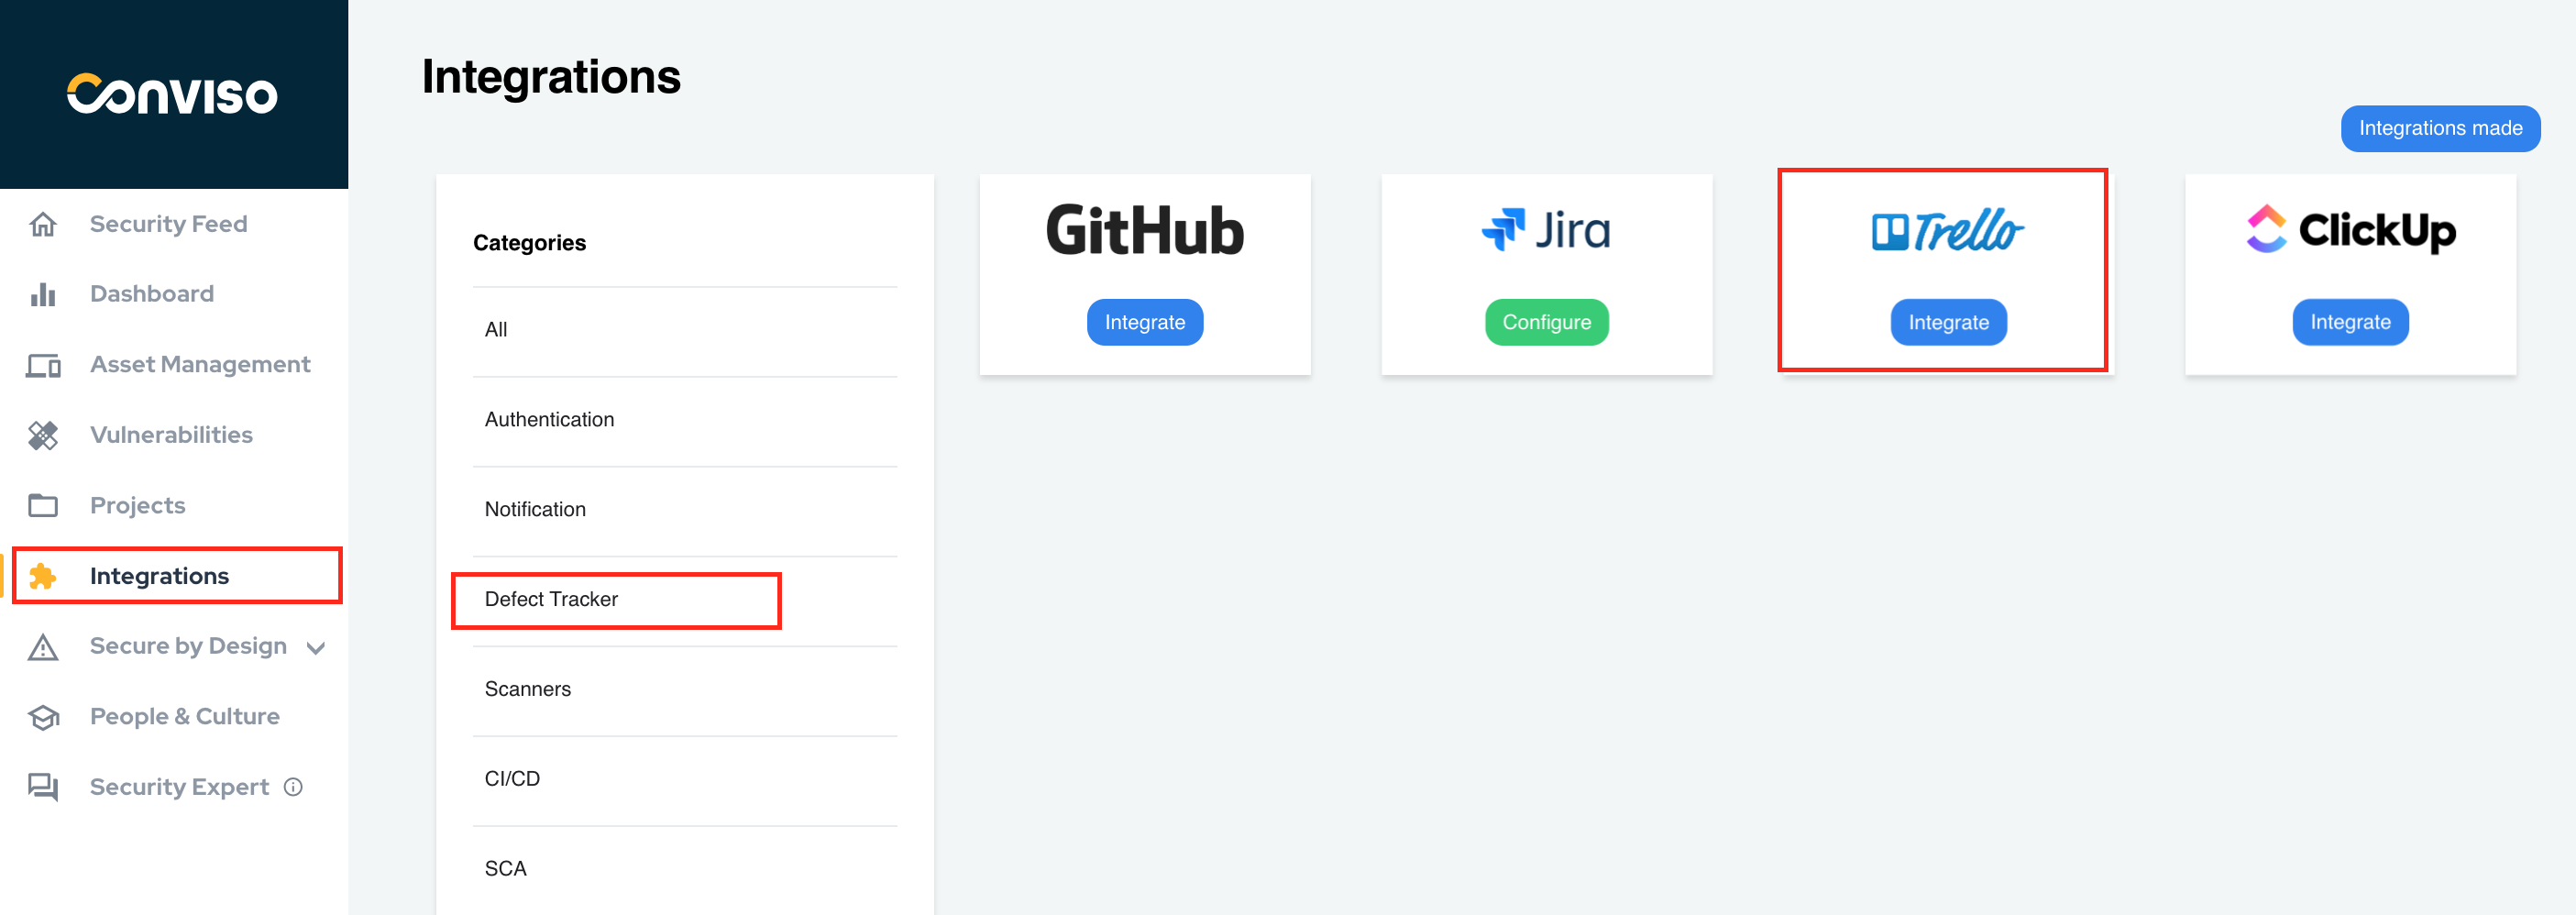 Conviso
Security Feed
Dashboard
Asset Management
Vulnerabilities
Projects
Integrations
Secure by Design
People & Culture
Security Expert
Integrations
Integrations made
Categories
All
Authentication
Notification
Defect Tracker
Scanners
CI/CD
SCA
GitHub
Integrate
Jira
Configure
Trello
Integrate
ClickUp
Integrate